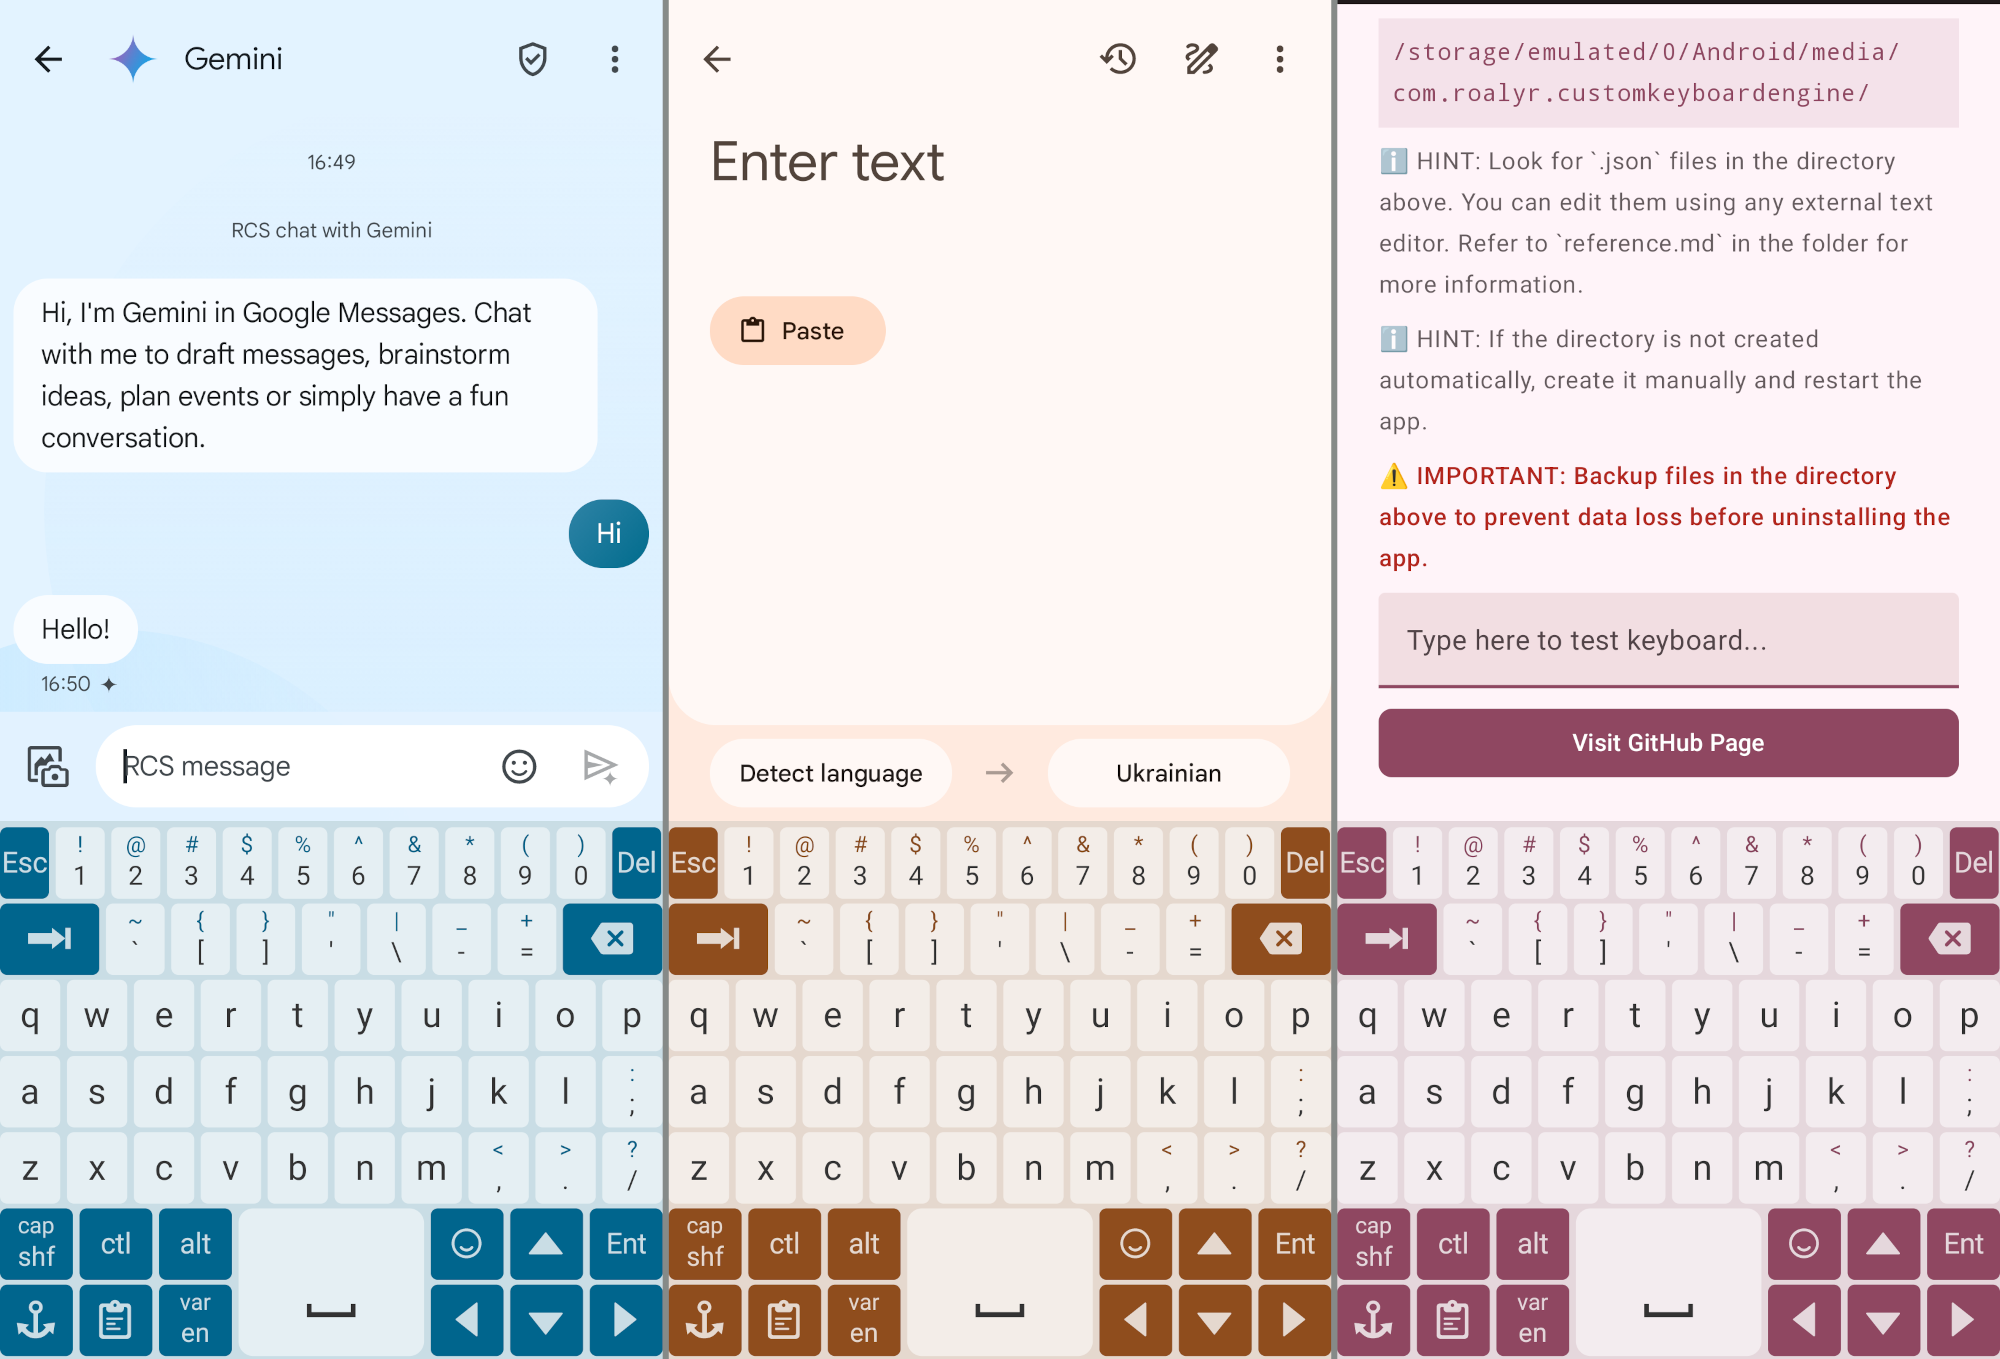 Gemini
16:49
RCS chat with Gemini
Hi, I'm Gemini in Google Messages. Chat
with me to draft messages, brainstorm
ideas, plan events or simply have a fun
conversation.
Hi
Hello!
16:50
RCS message
Esc ! 1 @ 2 # 3 $ 4 % 5 ^ 6 & 7 * 8 ( 9 ) 0 Del
~ ` { [ } ] " ' | \ _ - + =
q w e r t y u i o p
a s d f g h j k l : ;
z x c v b n m < , > . ? /
cap shf ctl alt Ent
var en
Enter text
Paste
Detect language Ukrainian
Esc ! 1 @ 2 # 3 $ 4 % 5 ^ 6 & 7 * 8 ( 9 ) 0 Del
~ ` { [ } ] " ' | \ _ - + =
q w e r t y u i o p
a s d f g h j k l : ;
z x c v b n m < , > . ? /
cap shf ctl alt Ent
var en
/storage/emulated/0/Android/media/
com.roalyr.customkeyboardengine/
ℹ️ HINT: Look for `.json` files in the directory
above. You can edit them using any external text
editor. Refer to `reference.md` in the folder for
more information.
ℹ️ HINT: If the directory is not created
automatically, create it manually and restart the
app.
⚠️ IMPORTANT: Backup files in the directory
above to prevent data loss before uninstalling the
app.
Type here to test keyboard...
Visit GitHub Page
Esc ! 1 @ 2 # 3 $ 4 % 5 ^ 6 & 7 * 8 ( 9 ) 0 Del
~ ` { [ } ] " ' | \ _ - + =
q w e r t y u i o p
a s d f g h j k l : ;
z x c v b n m < , > . ? /
cap shf ctl alt Ent
var en